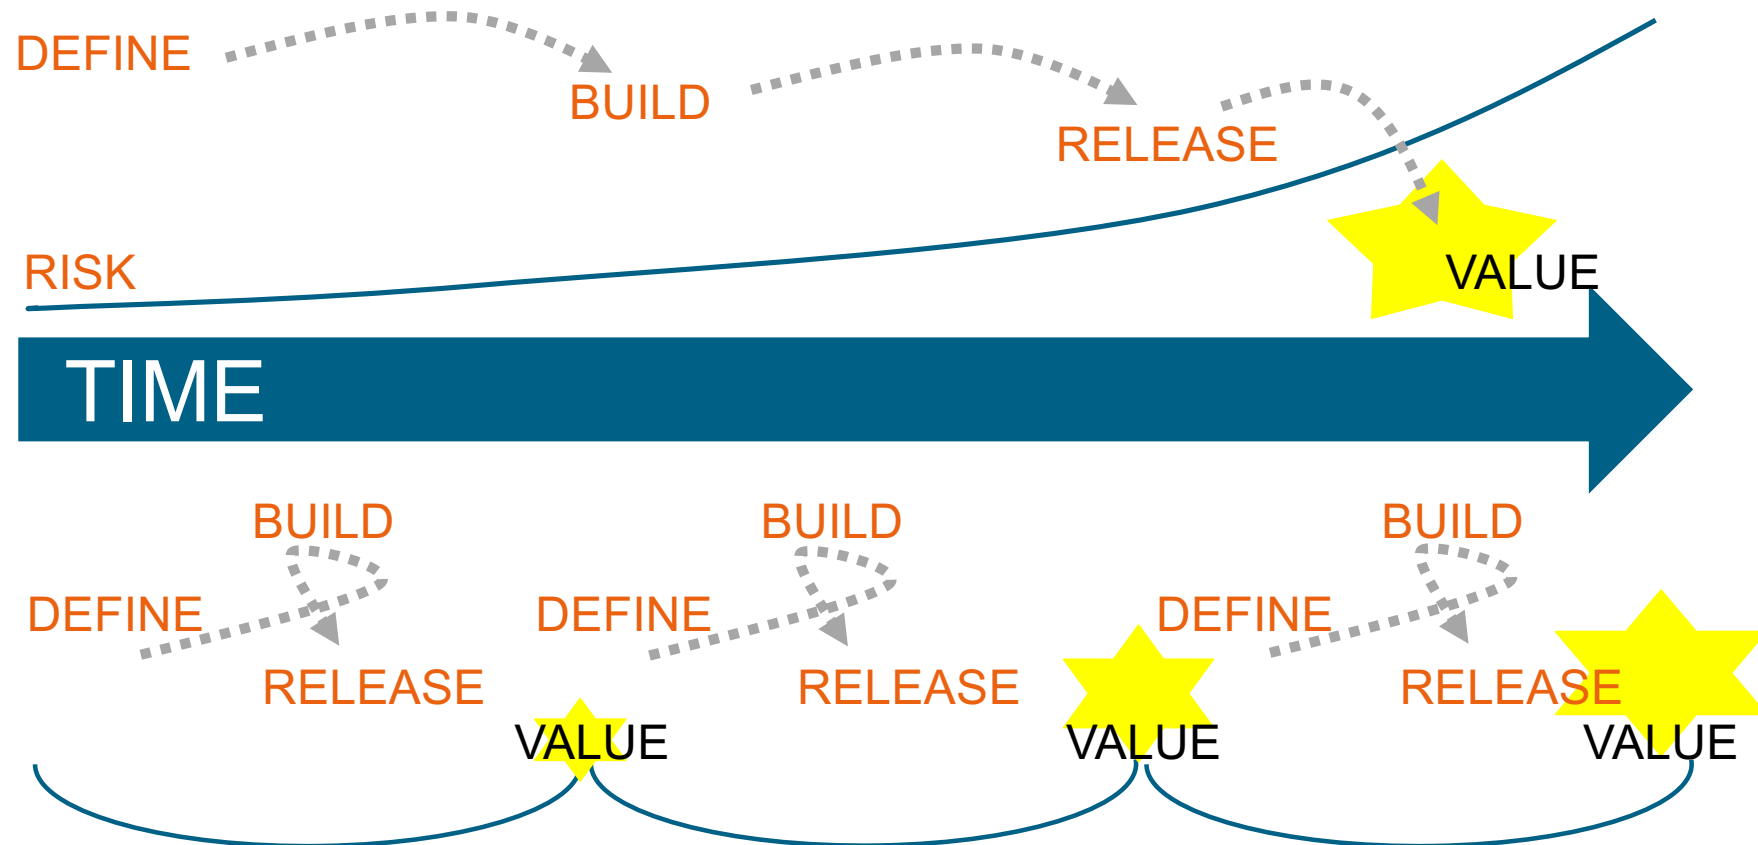 DEFINE
BUILD
RELEASE
RISK
VALUE
TIME
BUILD
BUILD
BUILD
DEFINE
DEFINE
DEFINE
RELEASE
RELEASE
RELEASE
VALUE
VALUE
VALUE